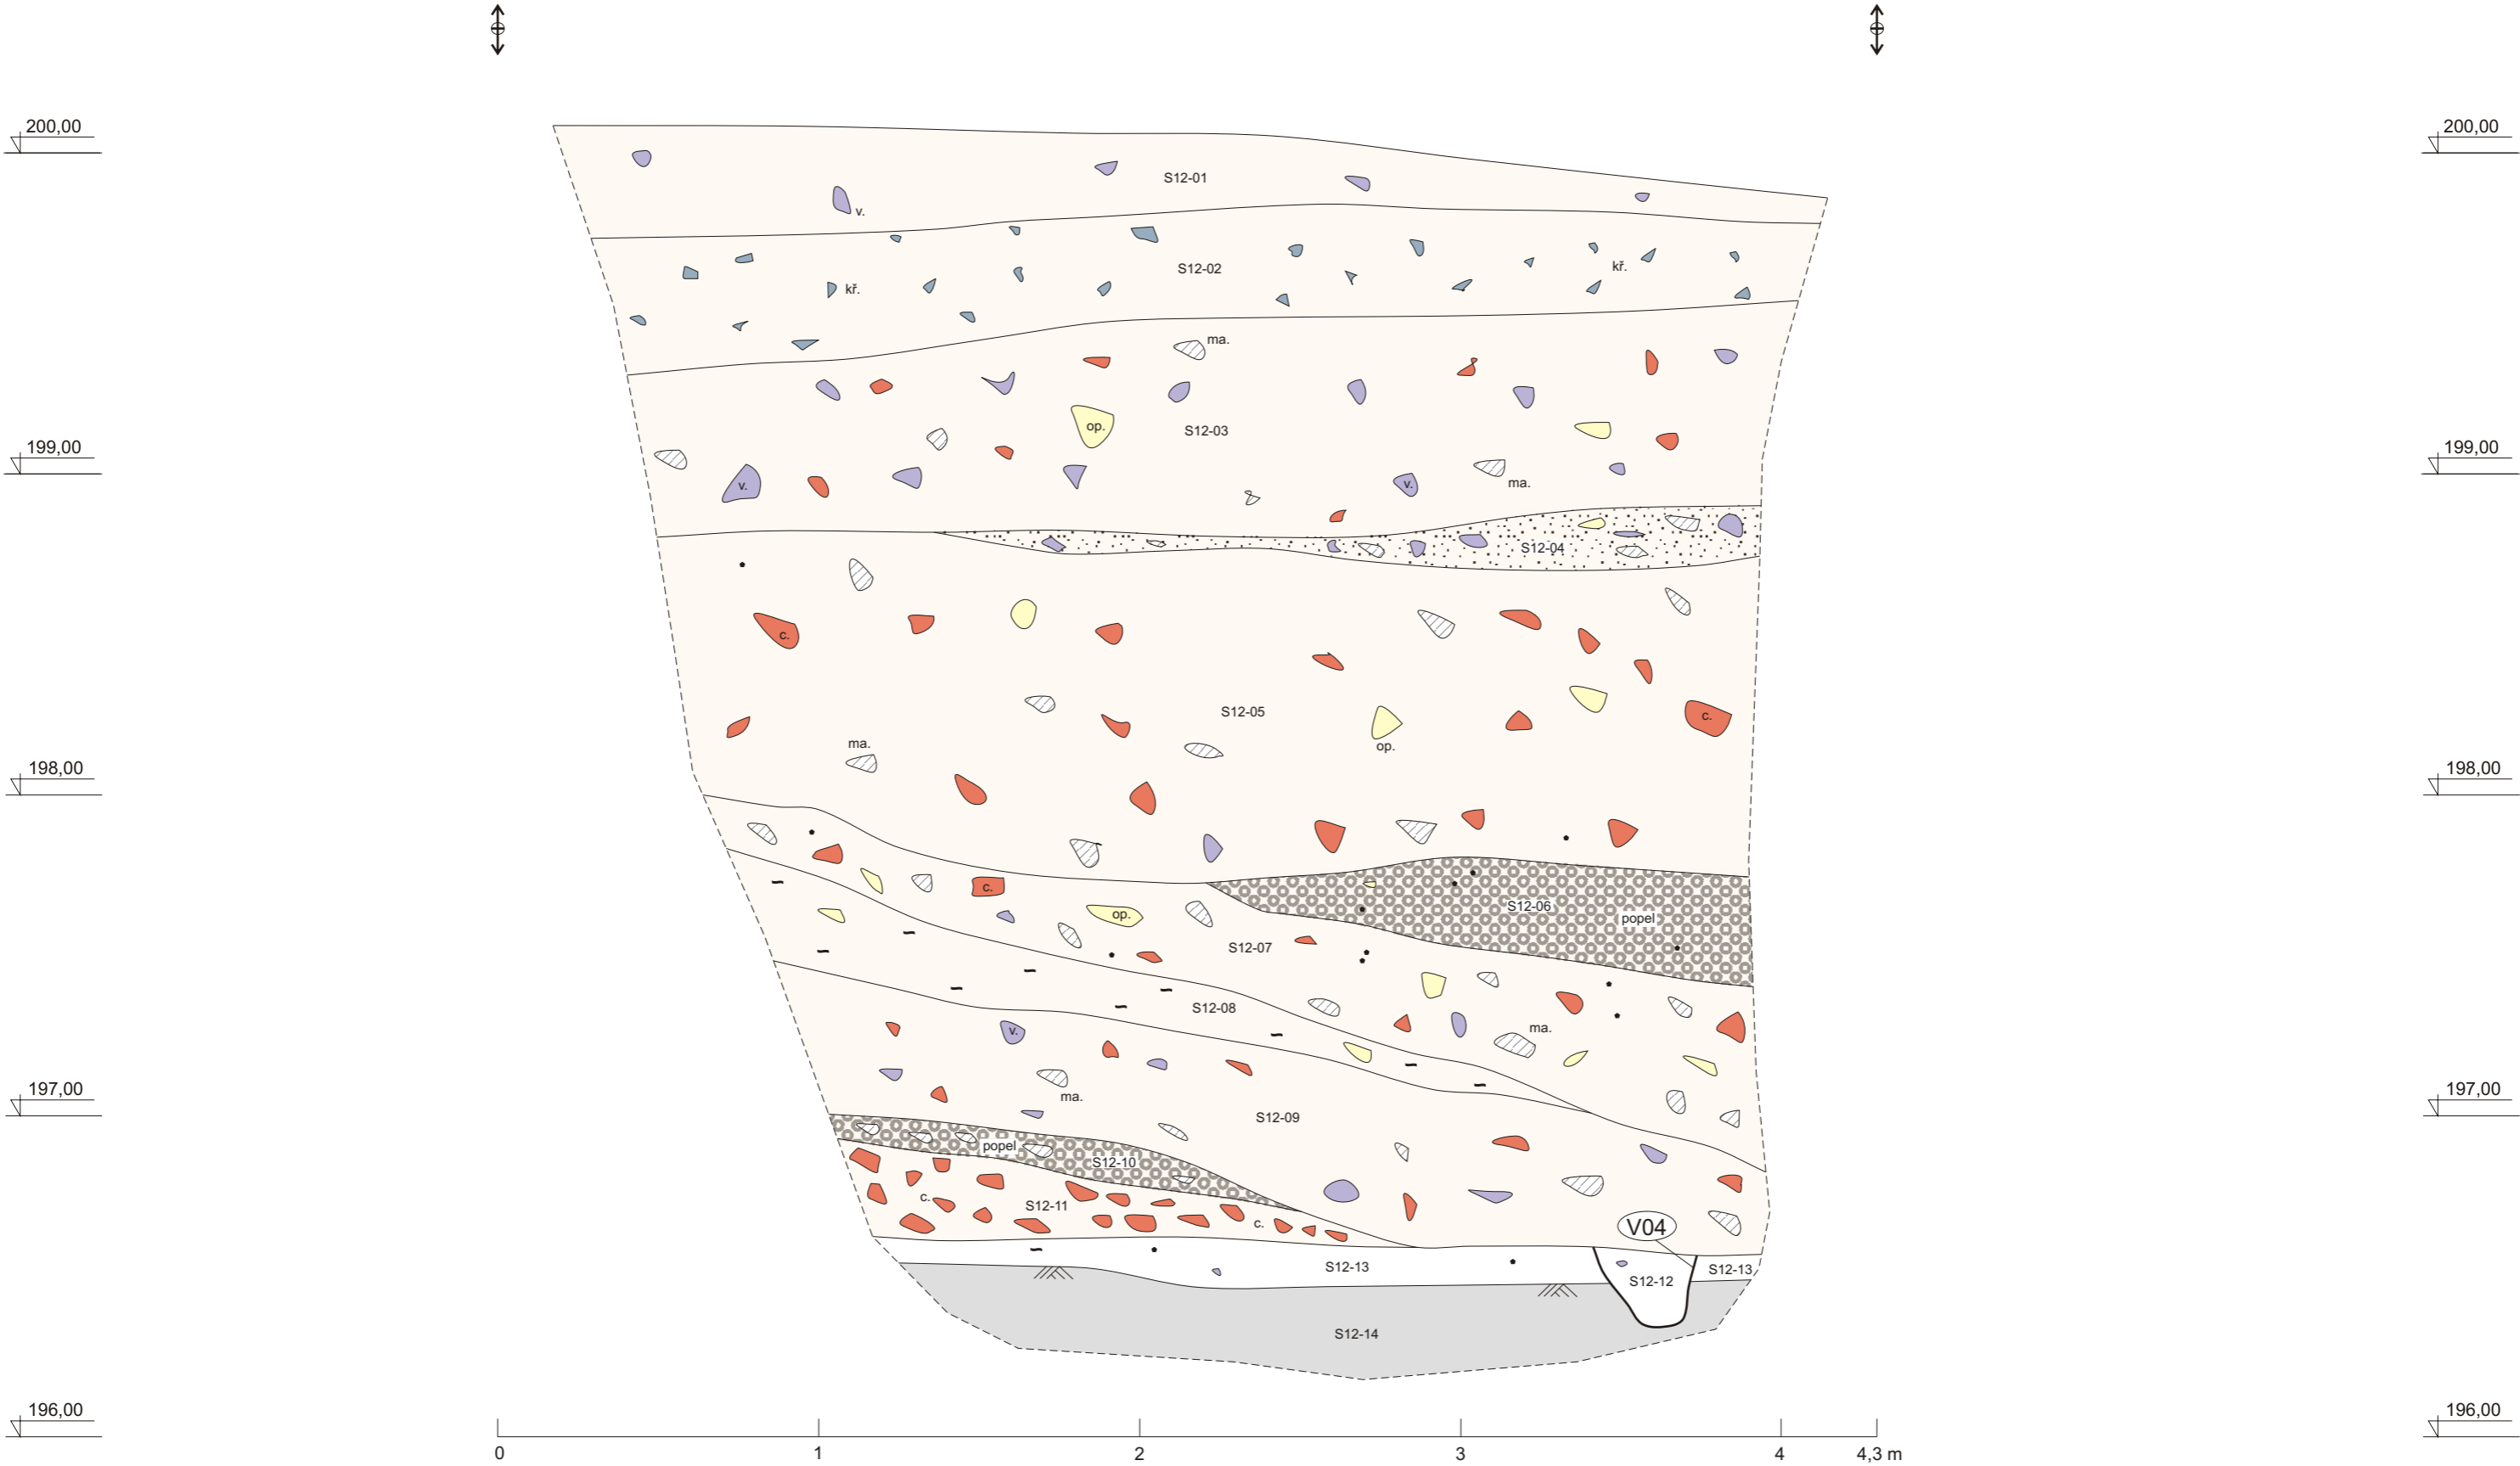 200,00
200,00
S12-01
v.
S12-02
kř.
kř.
ma.
op.
S12-03
199,00
199,00
v.
v.
ma.
S12-04
c.
S12-05
c.
ma.
op.
198,00
198,00
c.
op.
S12-06
popel
S12-07
S12-08
v.
ma.
ma.
197,00
197,00
S12-09
popel
S12-10
c.
S12-11
c.
V04
S12-13
S12-13
S12-12
S12-14
196,00
196,00
0 1 2 3 4 4,3 m